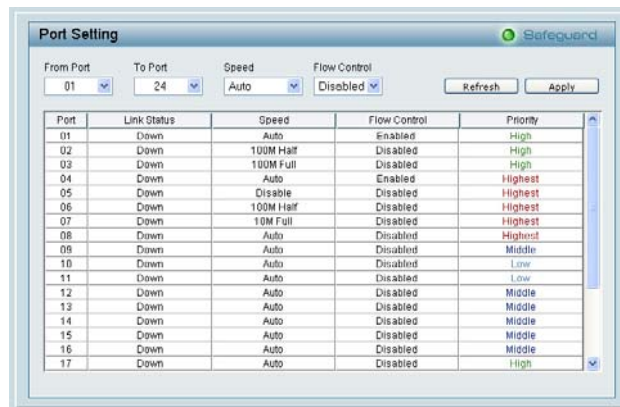 Port Setting
Safeguard
From Port To Port Speed Flow Control
01 24 Auto Disabled Refresh Apply
Port Link Status Speed Flow Control Priority
01 Down Auto Enabled High
02 Down 100M Half Disabled High
03 Down 100M Full Disabled High
04 Down Auto Enabled Highest
05 Down Disable Disabled Highest
06 Down 100M Half Disabled Highest
07 Down 10M Full Disabled Highest
08 Down Auto Disabled Highest
09 Down Auto Disabled Middle
10 Down Auto Disabled Low
11 Down Auto Disabled Low
12 Down Auto Disabled Middle
13 Down Auto Disabled Middle
14 Down Auto Disabled Middle
15 Down Auto Disabled Middle
16 Down Auto Disabled Middle
17 Down Auto Disabled High